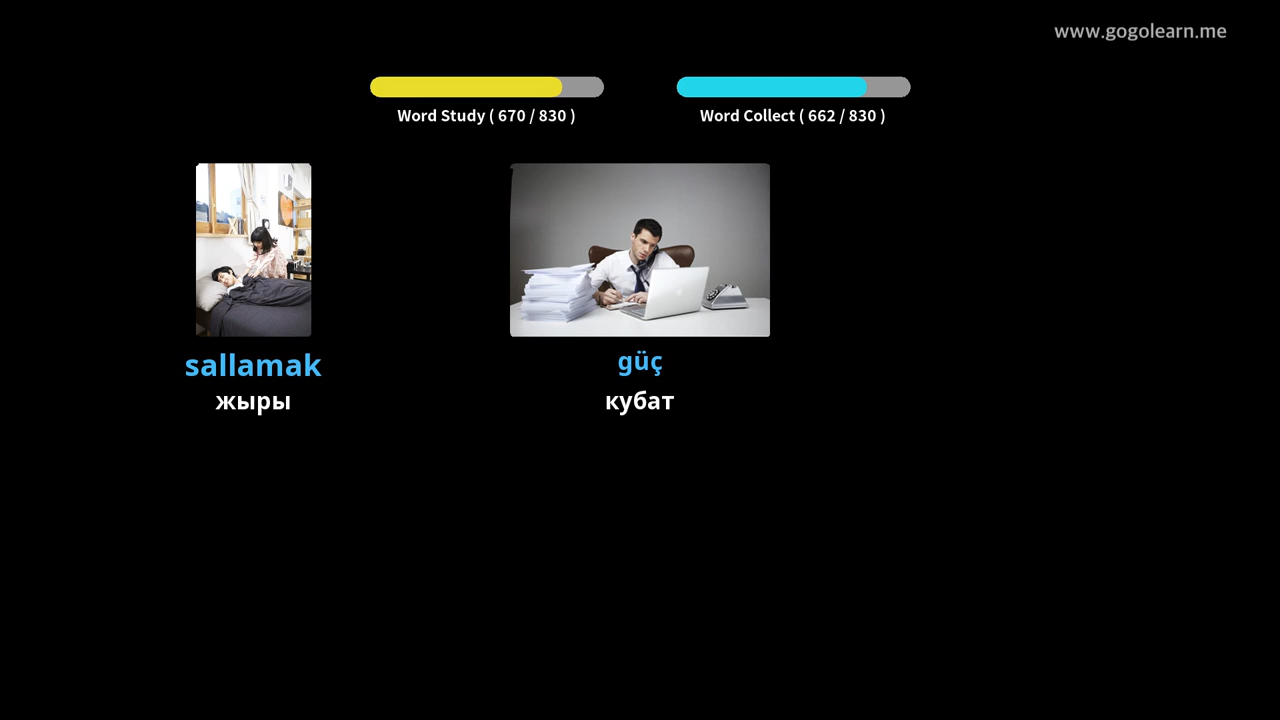 www.gogolearn.me
Word Study ( 670 / 830 )
Word Collect ( 662 / 830 )
sallamak
жыры
güç
кубат